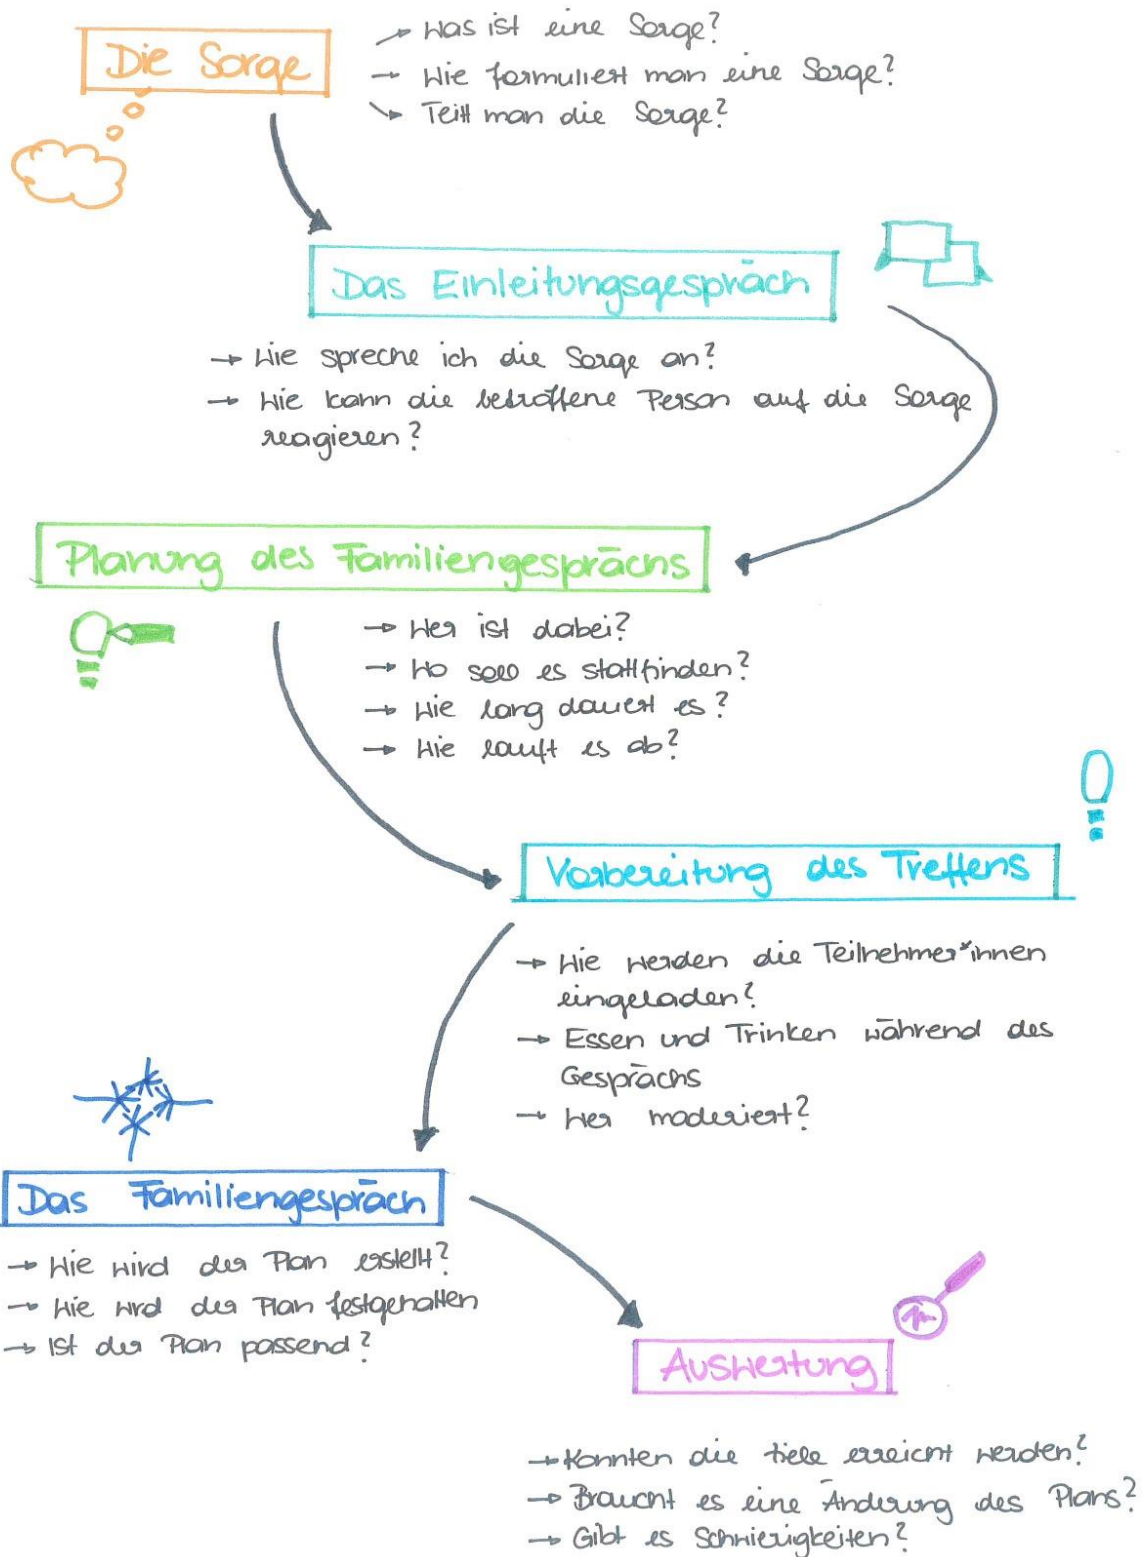 Die Sorge
→ Was ist eine Sorge?
→ Wie formuliert man eine Sorge?
→ Teilt man die Sorge?
Das Einleitungsgespräch
→ Wie spreche ich die Sorge an?
→ Wie kann die betroffene Person auf die Sorge
reagieren?
Planung des Familiengesprächs
→ Wer ist dabei?
→ Wo soll es stattfinden?
→ Wie lang dauert es?
→ Wie läuft es ab?
Vorbereitung des Treffens
→ Wie werden die Teilnehmer*innen
eingeladen?
→ Essen und Trinken während des
Gesprächs
→ Wer moderiert?
Das Familiengespräch
→ Wie wird der Plan erstellt?
→ Wie wird der Plan festgehalten
→ Ist der Plan passend?
Auswertung
→ Konnten die Ziele erreicht werden?
→ Braucht es eine Änderung des Plans?
→ Gibt es Schwierigkeiten?